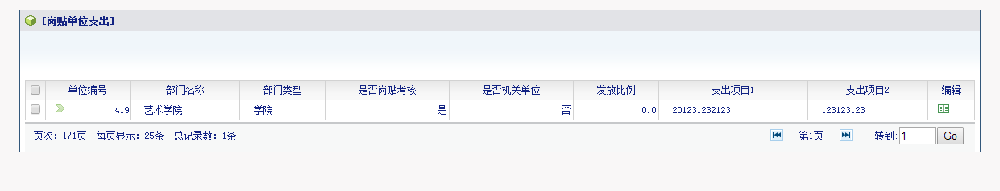 [岗贴单位支出]
单位编号 部门名称 部门类型 是否岗贴考核 是否机关单位 发放比例 支出项目1 支出项目2 编辑
419 艺术学院 学院 是 否 0.0 201231232123 123123123
页次：1/1页 每页显示：25条 总记录数：1条 第1页 转到: 1 Go